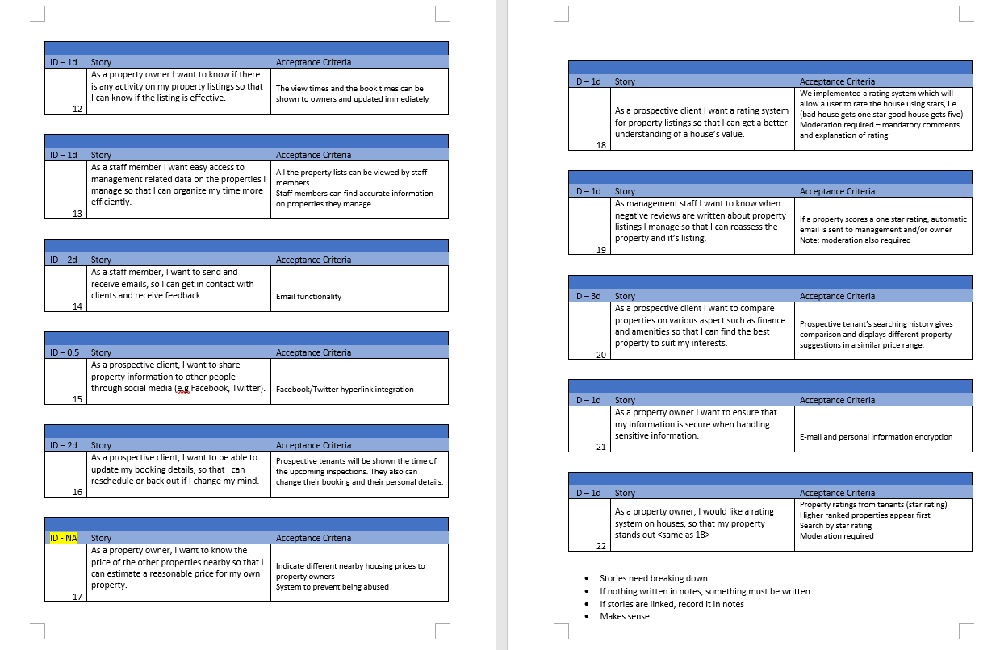 ID – 1d Story Acceptance Criteria
As a property owner I want to know if there
is any activity on my property listings so that
I can know if the listing is effective.
The view times and the book times can be
shown to owners and updated immediately
12
ID – 1d Story Acceptance Criteria
As a staff member I want easy access to
management related data on the properties I
manage so that I can organize my time more
efficiently.
All the property lists can be viewed by staff
members
Staff members can find accurate information
on properties they manage
13
ID – 2d Story Acceptance Criteria
As a staff member, I want to send and
receive emails, so I can get in contact with
clients and receive feedback.
Email functionality
14
ID – 0.5 Story Acceptance Criteria
As a prospective client, I want to share
property information to other people
through social media (e.g Facebook, Twitter).
Facebook/Twitter hyperlink integration
15
ID – 2d Story Acceptance Criteria
As a prospective client, I want to be able to
update my booking details, so that I can
reschedule or back out if I change my mind.
Prospective tenants will be shown the time of
the upcoming inspections. They also can
change their booking and their personal details.
16
ID - NA Story Acceptance Criteria
As a property owner, I want to know the
price of the other properties nearby so that I
can estimate a reasonable price for my own
property.
Indicate different nearby housing prices to
property owners
System to prevent being abused
17
ID – 1d Story Acceptance Criteria
As a prospective client I want a rating system
for property listings so that I can get a better
understanding of a house’s value.
We implemented a rating system which will
allow a user to rate the house using stars, i.e.
(bad house gets one star good house gets five)
Moderation required – mandatory comments
and explanation of rating
18
ID – 1d Story Acceptance Criteria
As management staff I want to know when
negative reviews are written about property
listings I manage so that I can reassess the
property and it’s listing.
If a property scores a one star rating, automatic
email is sent to management and/or owner
Note: moderation also required
19
ID – 3d Story Acceptance Criteria
As a prospective client I want to compare
properties on various aspect such as finance
and amenities so that I can find the best
property to suit my interests.
Prospective tenant’s searching history gives
comparison and displays different property
suggestions in a similar price range.
20
ID – 1d Story Acceptance Criteria
As a property owner I want to ensure that
my information is secure when handling
sensitive information.
E-mail and personal information encryption
21
ID – 1d Story Acceptance Criteria
As a property owner, I would like a rating
system on houses, so that my property
stands out <same as 18>
Property ratings from tenants (star rating)
Higher ranked properties appear first
Search by star rating
Moderation required
22
• Stories need breaking down
• If nothing written in notes, something must be written
• If stories are linked, record it in notes
• Makes sense